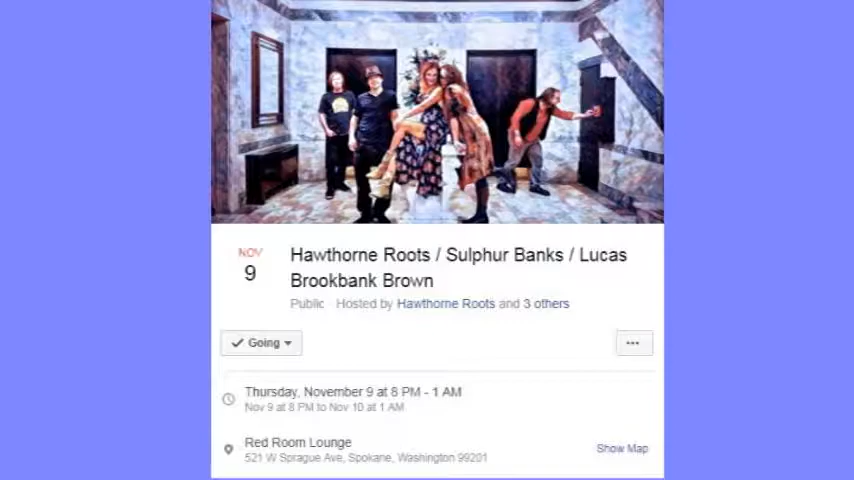 NOV
9
Hawthorne Roots / Sulphur Banks / Lucas
Brookbank Brown
Public · Hosted by Hawthorne Roots and 3 others
Going
...
Thursday, November 9 at 8 PM - 1 AM
Nov 9 at 8 PM to Nov 10 at 1 AM
Red Room Lounge
Show Map
521 W Sprague Ave, Spokane, Washington 99201